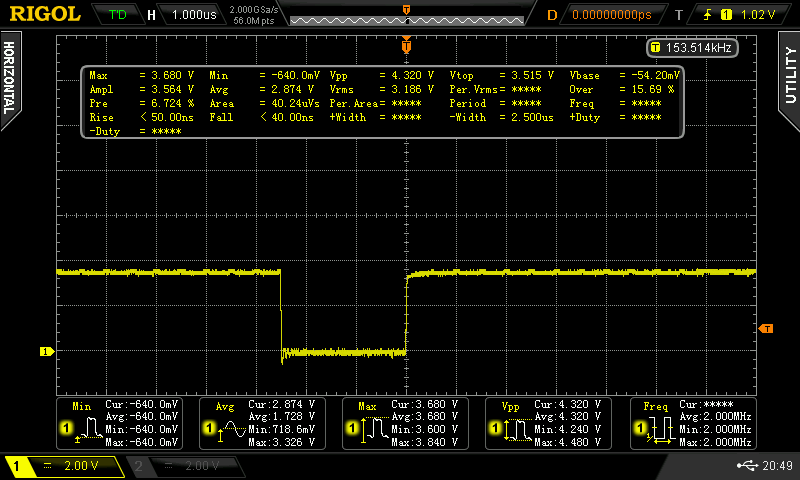 RIGOL T'D H 1.000us 2.000GSa/s 56.0M pts D 0.00000000ps T 1 1.02 V
HORIZONTAL
UTILITY
T
T 153.514kHz
Max = 3.680 V Min = -640.0mV Vpp = 4.320 V Vtop = 3.515 V Vbase = -54.20mV
Ampl = 3.564 V Avg = 2.874 V Vrms = 3.186 V Per.Vrms= ***** Over = 15.69 %
Pre = 6.724 % Area = 40.24uVs Per.Area= ***** Period = ***** Freq = *****
Rise < 50.00ns Fall < 40.00ns +Width = ***** -Width = 2.500us +Duty = *****
-Duty = *****
T
1
Min Cur:-640.0mV
Avg:-640.0mV
1 Min:-640.0mV
Max:-640.0mV
Avg Cur:2.874 V
Avg:1.728 V
1 Min:718.6mV
Max:3.326 V
Max Cur:3.680 V
Avg:3.680 V
1 Min:3.600 V
Max:3.840 V
Vpp Cur:4.320 V
Avg:4.320 V
1 Min:4.240 V
Max:4.480 V
Freq Cur:*****
Avg:2.000MHz
1 Min:2.000MHz
Max:2.000MHz
1 = 2.00 V 2 = 2.00 V 20:49